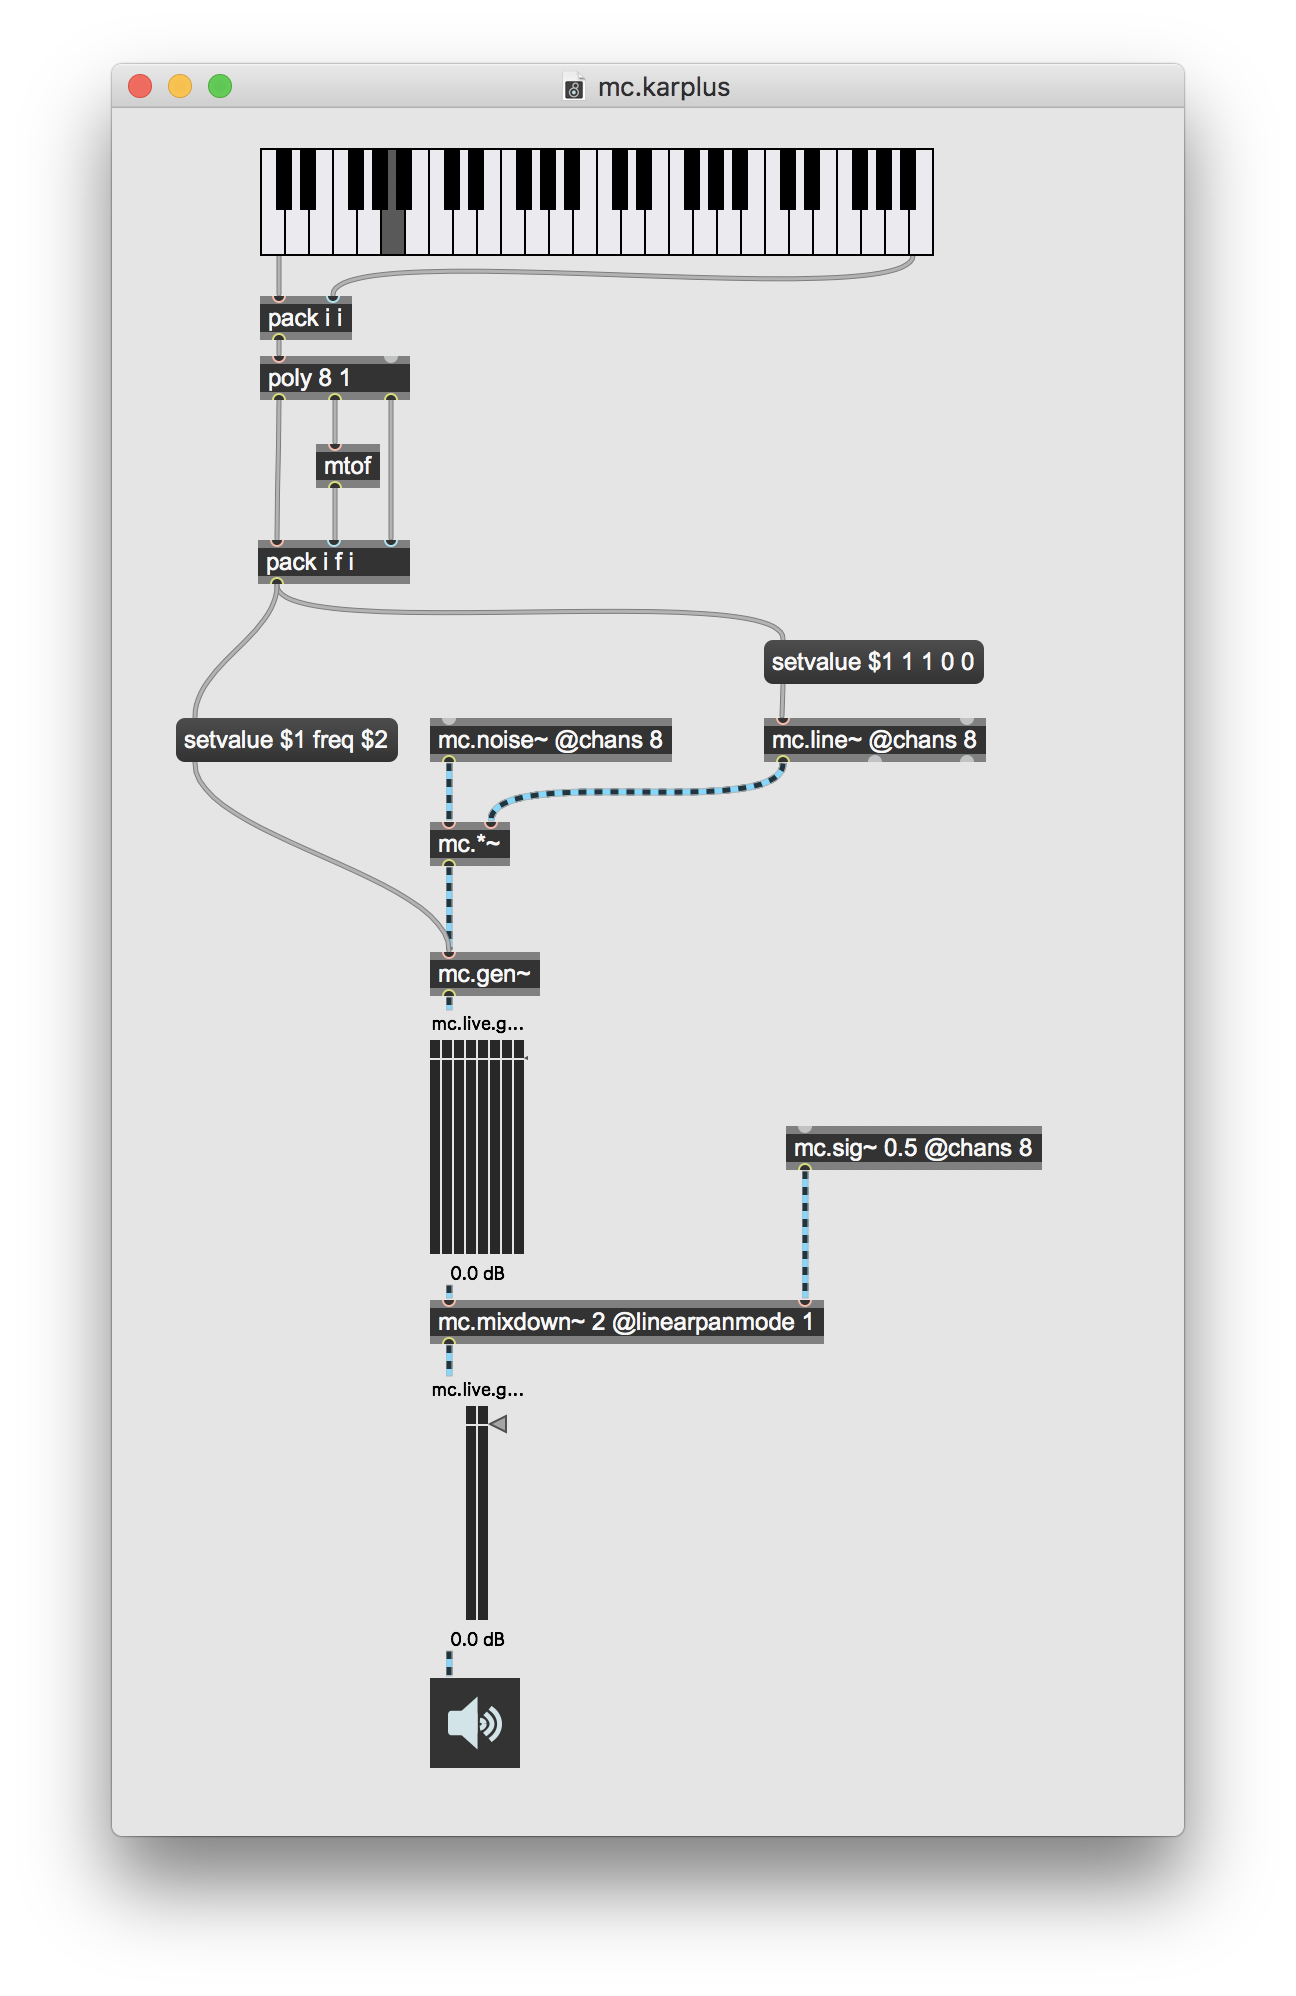 mc.karplus
pack i i
poly 8 1
mtof
pack i f i
setvalue $1 1 1 0 0
setvalue $1 freq $2
mc.noise~ @chans 8
mc.line~ @chans 8
mc.*~
mc.gen~
mc.live.g...
mc.sig~ 0.5 @chans 8
0.0 dB
mc.mixdown~ 2 @linearpanmode 1
mc.live.g...
0.0 dB